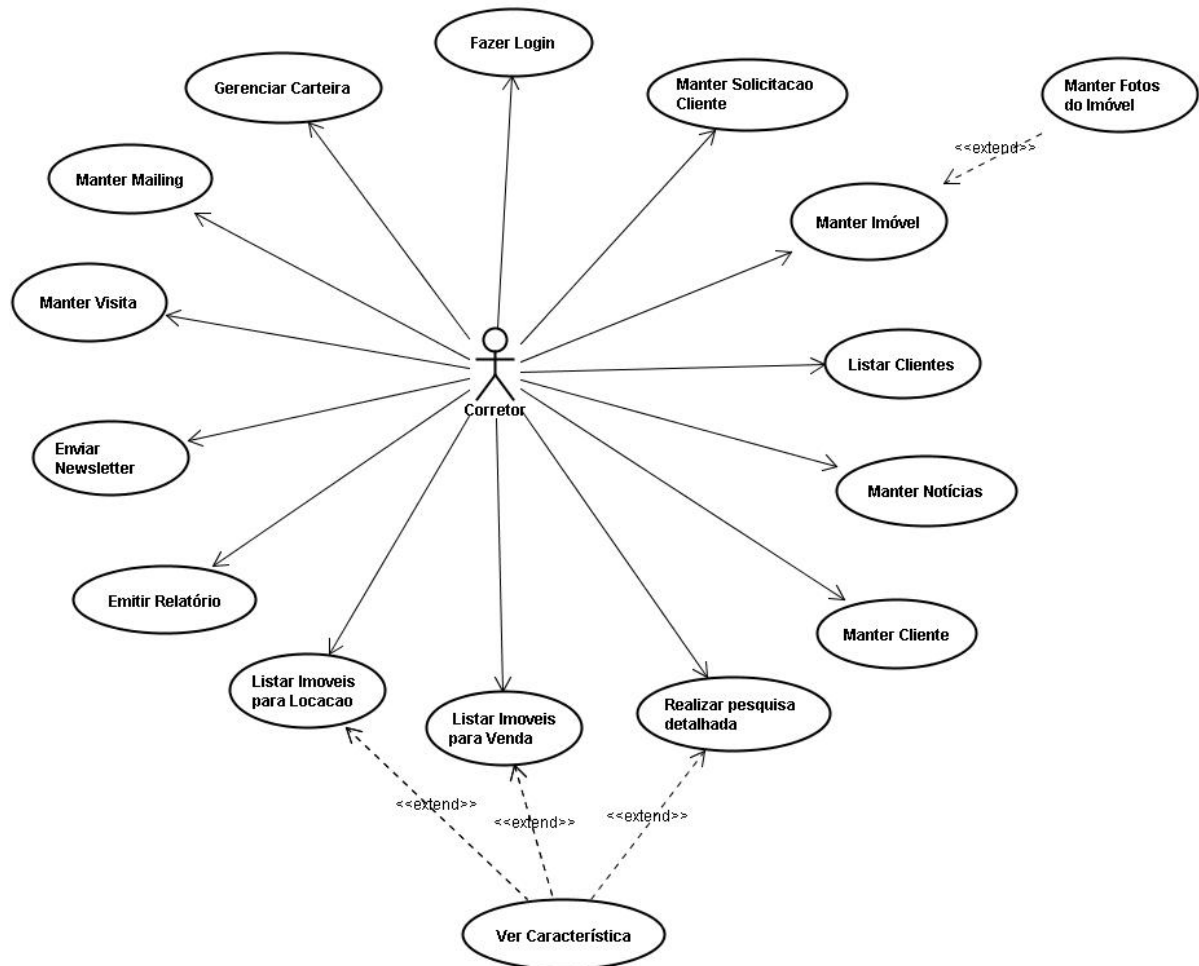 Fazer Login
Gerenciar Carteira
Manter Solicitacao
Cliente
Manter Fotos
do Imóvel
<<extend>>
Manter Mailing
Manter Imóvel
Manter Visita
Listar Clientes
Corretor
Enviar
Newsletter
Manter Notícias
Emitir Relatório
Manter Cliente
Listar Imoveis
para Locacao
Listar Imoveis
para Venda
Realizar pesquisa
detalhada
<<extend>>
<<extend>>
<<extend>>
Ver Característica